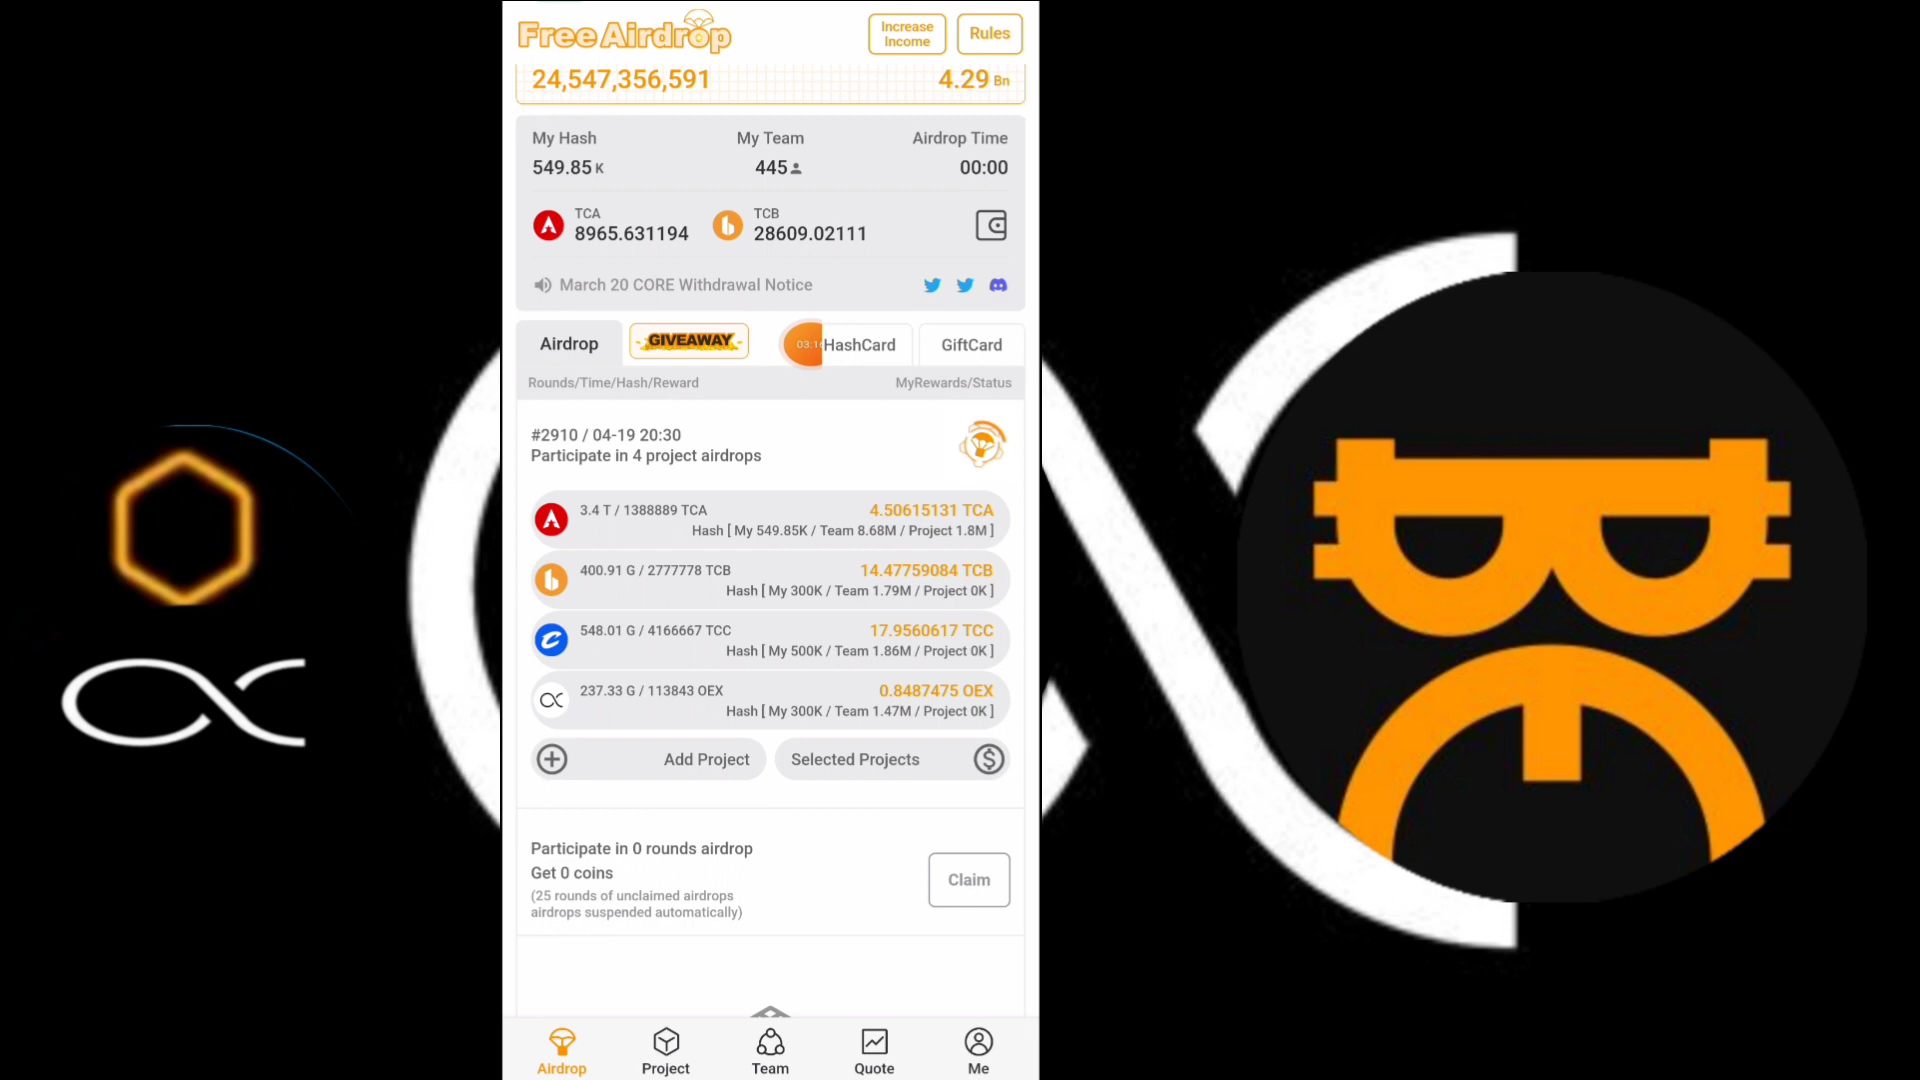 Free Airdrop
Increase
Income
Rules
24,547,356,591
4.29 Bn
My Hash
My Team
Airdrop Time
549.85 K
445
00:00
TCA
8965.631194
TCB
28609.02111
March 20 CORE Withdrawal Notice
Airdrop
GIVEAWAY
HashCard
GiftCard
Rounds/Time/Hash/Reward
MyRewards/Status
#2910 / 04-19 20:30
Participate in 4 project airdrops
3.4 T / 1388889 TCA
4.50615131 TCA
Hash [ My 549.85K / Team 8.68M / Project 1.8M ]
400.91 G / 2777778 TCB
14.47759084 TCB
Hash [ My 300K / Team 1.79M / Project 0K ]
548.01 G / 4166667 TCC
17.9560617 TCC
Hash [ My 500K / Team 1.86M / Project 0K ]
237.33 G / 113843 OEX
0.8487475 OEX
Hash [ My 300K / Team 1.47M / Project 0K ]
Add Project
Selected Projects
Participate in 0 rounds airdrop
Get 0 coins
(25 rounds of unclaimed airdrops
airdrops suspended automatically)
Claim
Airdrop
Project
Team
Quote
Me